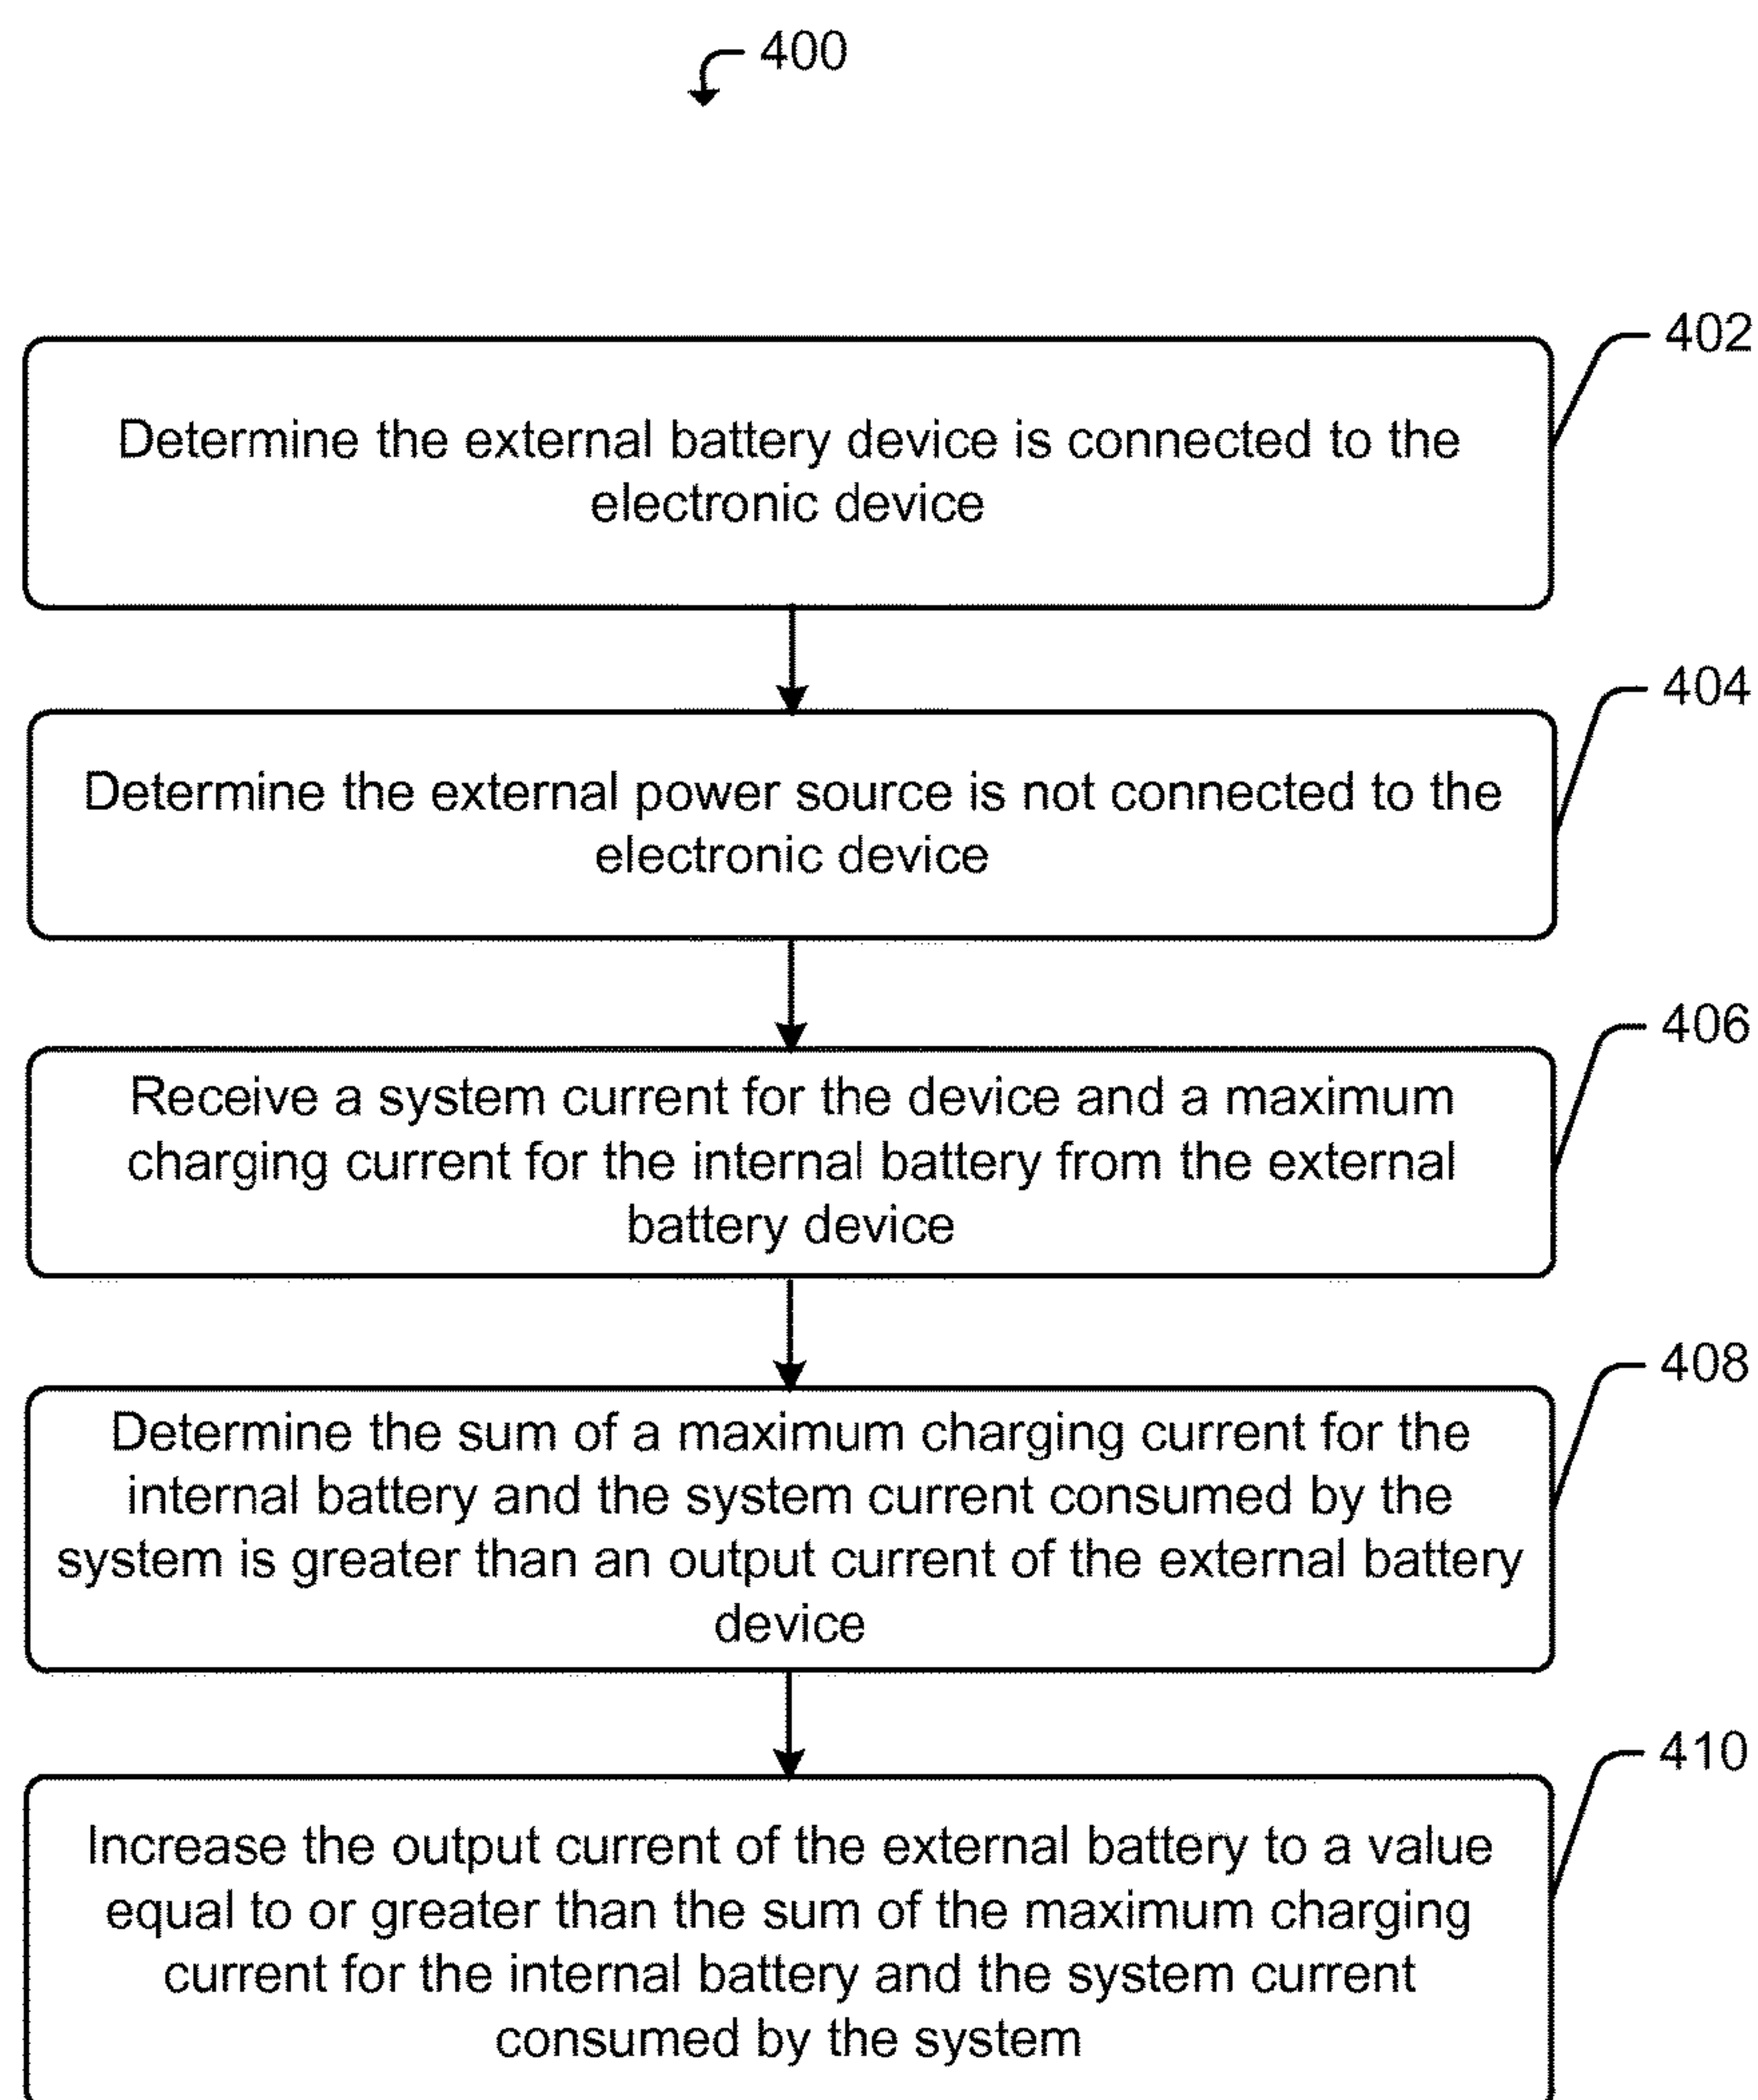 400
402
Determine the external battery device is connected to the
electronic device
404
Determine the external power source is not connected to the
electronic device
406
Receive a system current for the device and a maximum
charging current for the internal battery from the external
battery device
408
Determine the sum of a maximum charging current for the
internal battery and the system current consumed by the
system is greater than an output current of the external battery
device
410
Increase the output current of the external battery to a value
equal to or greater than the sum of the maximum charging
current for the internal battery and the system current
consumed by the system